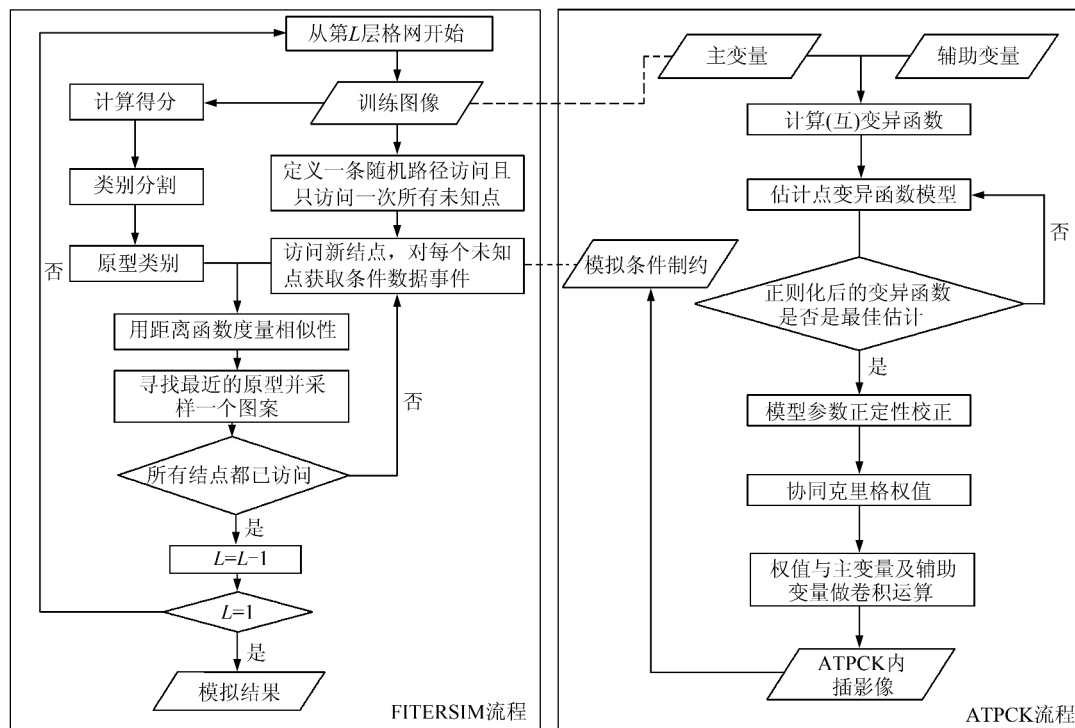 从第L层格网开始
训练图像
计算得分
类别分割
原型类别
定义一条随机路径访问且
只访问一次所有未知点
访问新结点，对每个未知
点获取条件数据事件
否
用距离函数度量相似性
寻找最近的原型并采
样一个图案
否
所有结点都已访问
是
L=L-1
L=1
是
模拟结果
FITERSIM流程
主变量
辅助变量
计算(互)变异函数
估计点变异函数模型
否
模拟条件制约
正则化后的变异函数
是否是最佳估计
是
模型参数正定性校正
协同克里格权值
权值与主变量及辅助
变量做卷积运算
ATPCK内
插影像
ATPCK流程